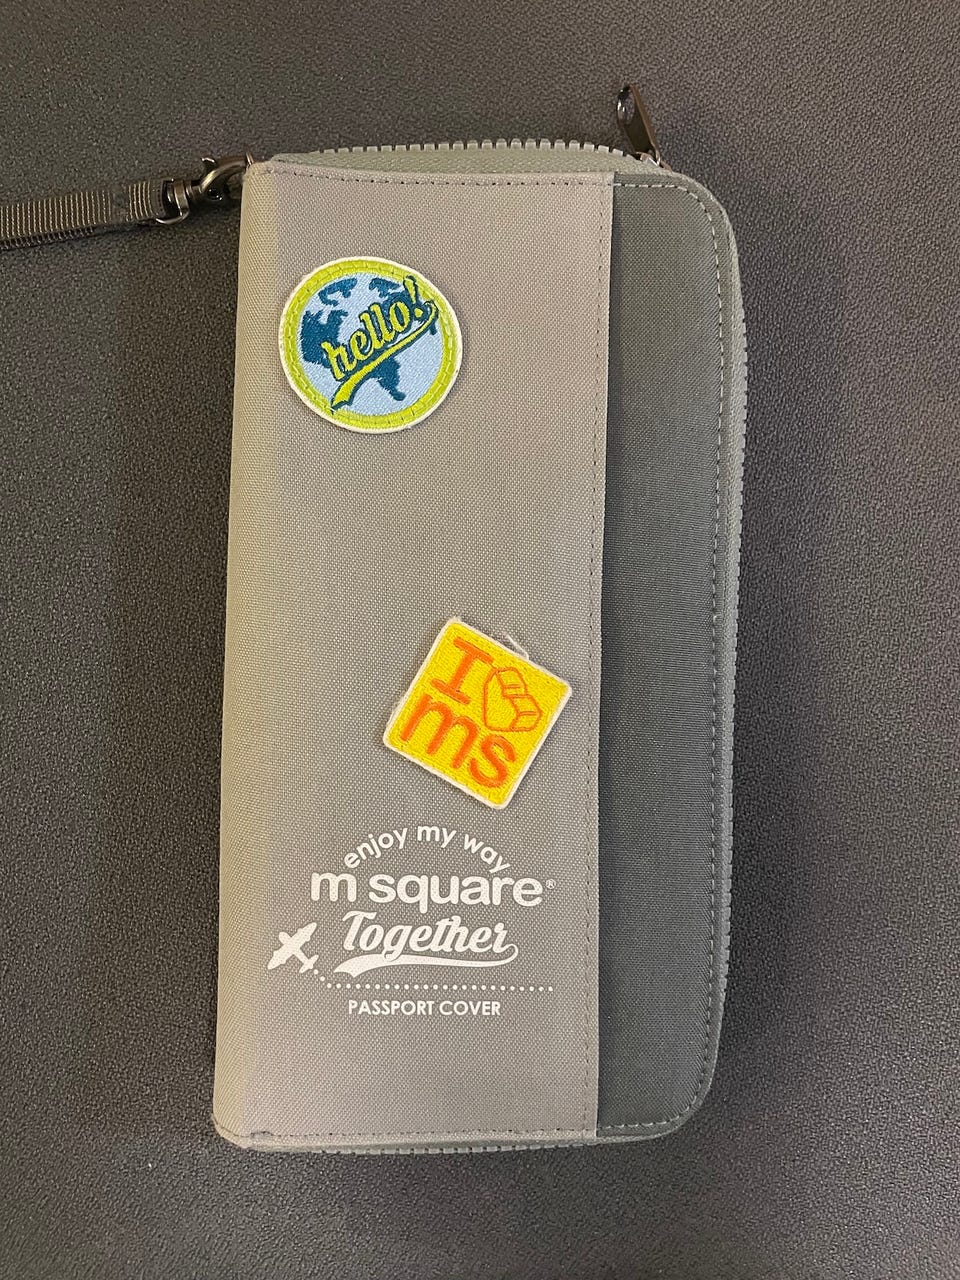 hello!
I
ms
enjoy my way
m square®
Together
PASSPORT COVER